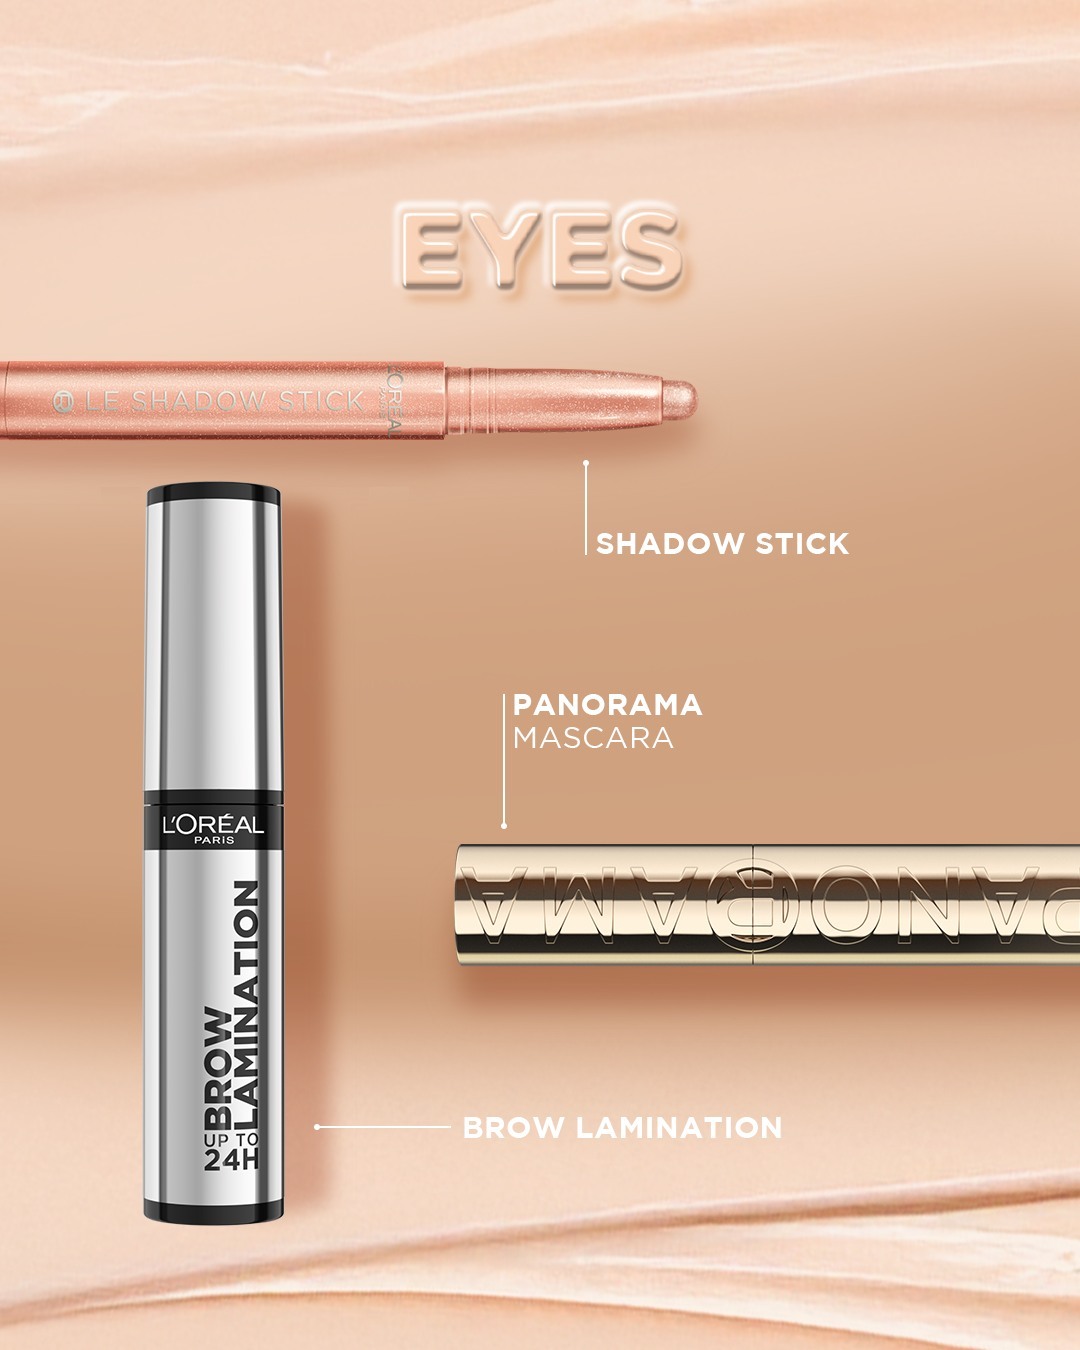 EYES
LE SHADOW STICK
L'ORÉAL
PARIS
SHADOW STICK
PANORAMA
MASCARA
L'ORÉAL
PARIS
BROW
LAMINATION
UP TO
24H
PANORAMA
BROW LAMINATION